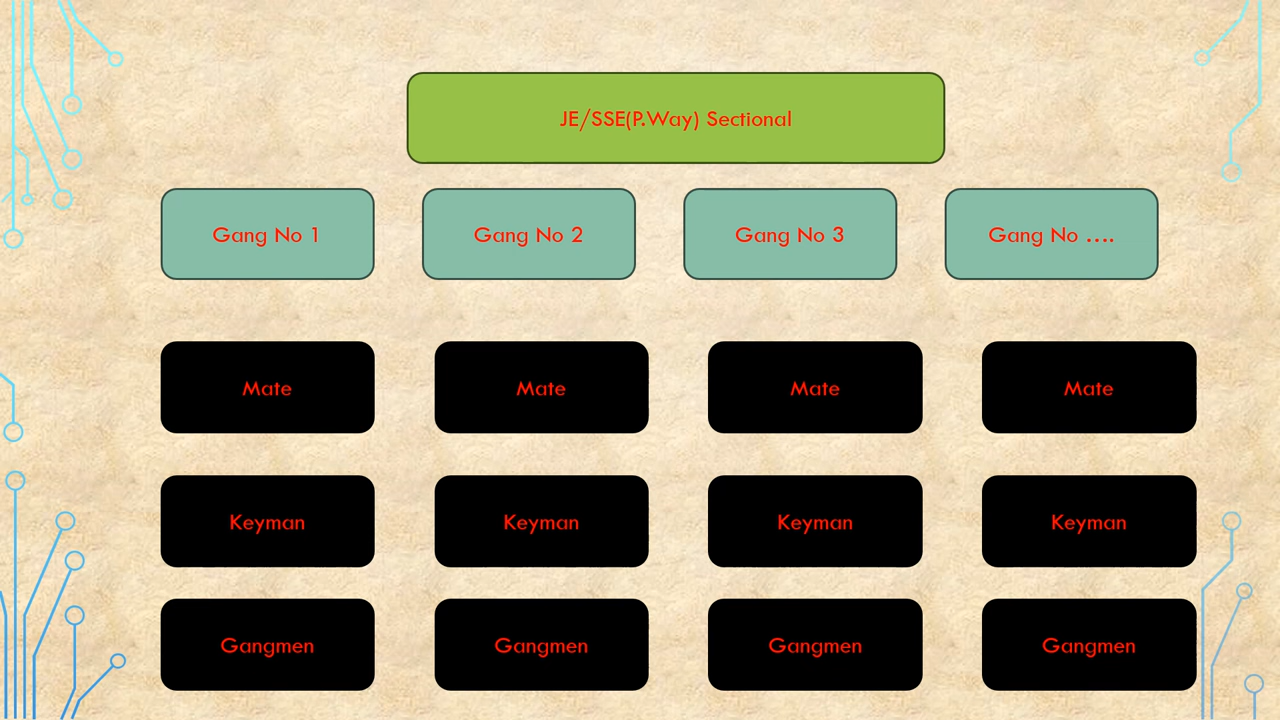 JE/SSE(P.Way) Sectional
Gang No 1
Gang No 2
Gang No 3
Gang No ....
Mate
Mate
Mate
Mate
Keyman
Keyman
Keyman
Keyman
Gangmen
Gangmen
Gangmen
Gangmen